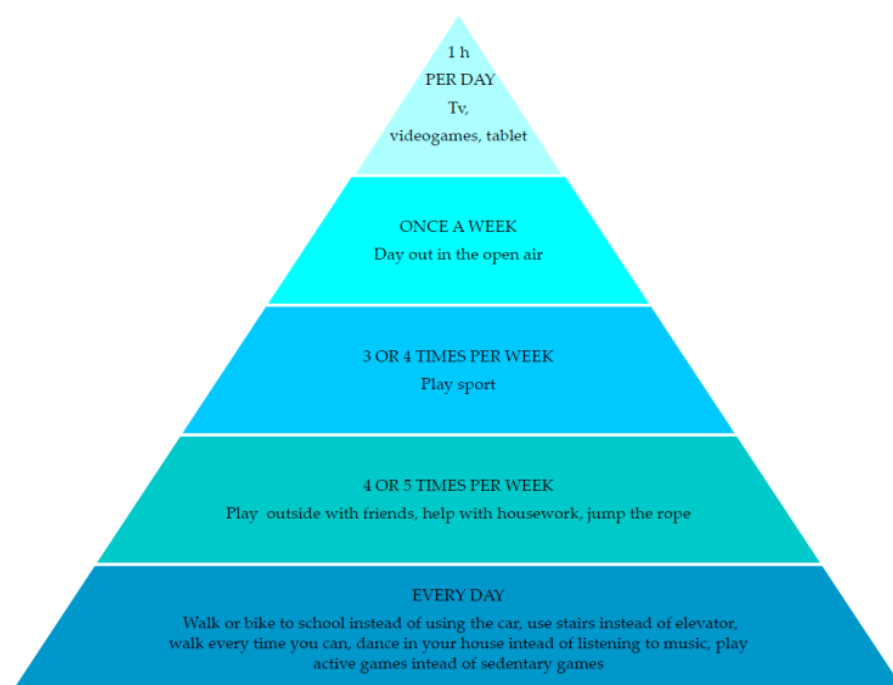 1 h
PER DAY
Tv,
videogames, tablet
ONCE A WEEK
Day out in the open air
3 OR 4 TIMES PER WEEK
Play sport
4 OR 5 TIMES PER WEEK
Play  outside with friends, help with housework, jump the rope
EVERY DAY
Walk or bike to school instead of using the car, use stairs instead of elevator,
walk every time you can, dance in your house intead of listening to music, play
active games intead of sedentary games